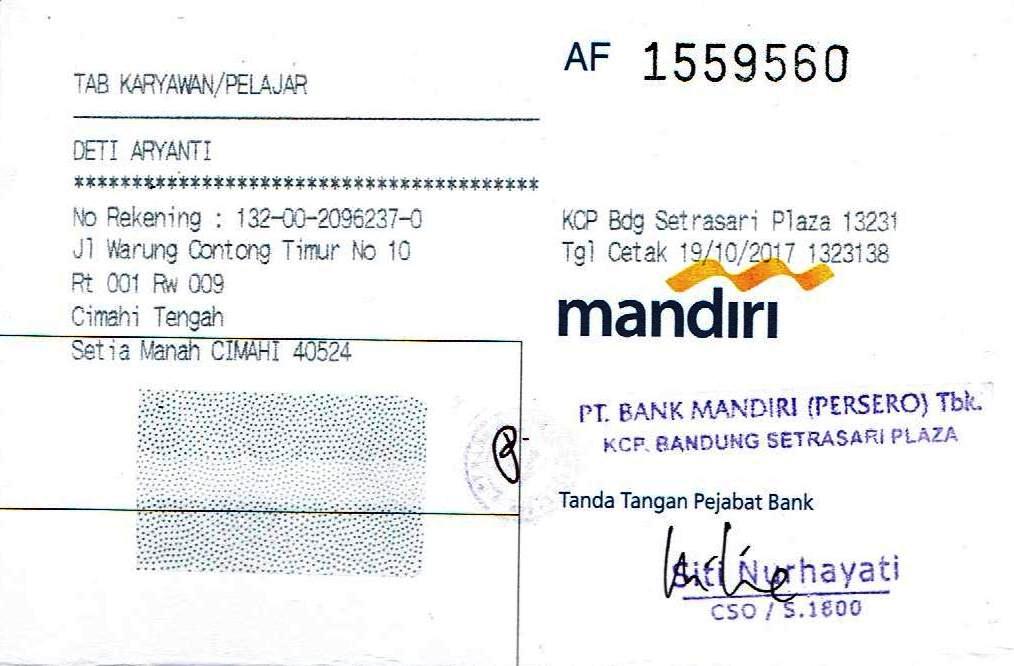 TAB KARYAWAN/PELAJAR
DETI ARYANTI
****************************************
No Rekening : 132-00-2096237-0
Jl Warung Contong Timur No 10
Rt 001 Rw 009
Cimahi Tengah
Setia Manah CIMAHI 40524
AF 1559560
KCP Bdg Setrasari Plaza 13231
Tgl Cetak 19/10/2017 1323138
mandiri
PT. BANK MANDIRI (PERSERO) Tbk.
KCP. BANDUNG SETRASARI PLAZA
Tanda Tangan Pejabat Bank
Siti Nurhayati
CSO / S.1800